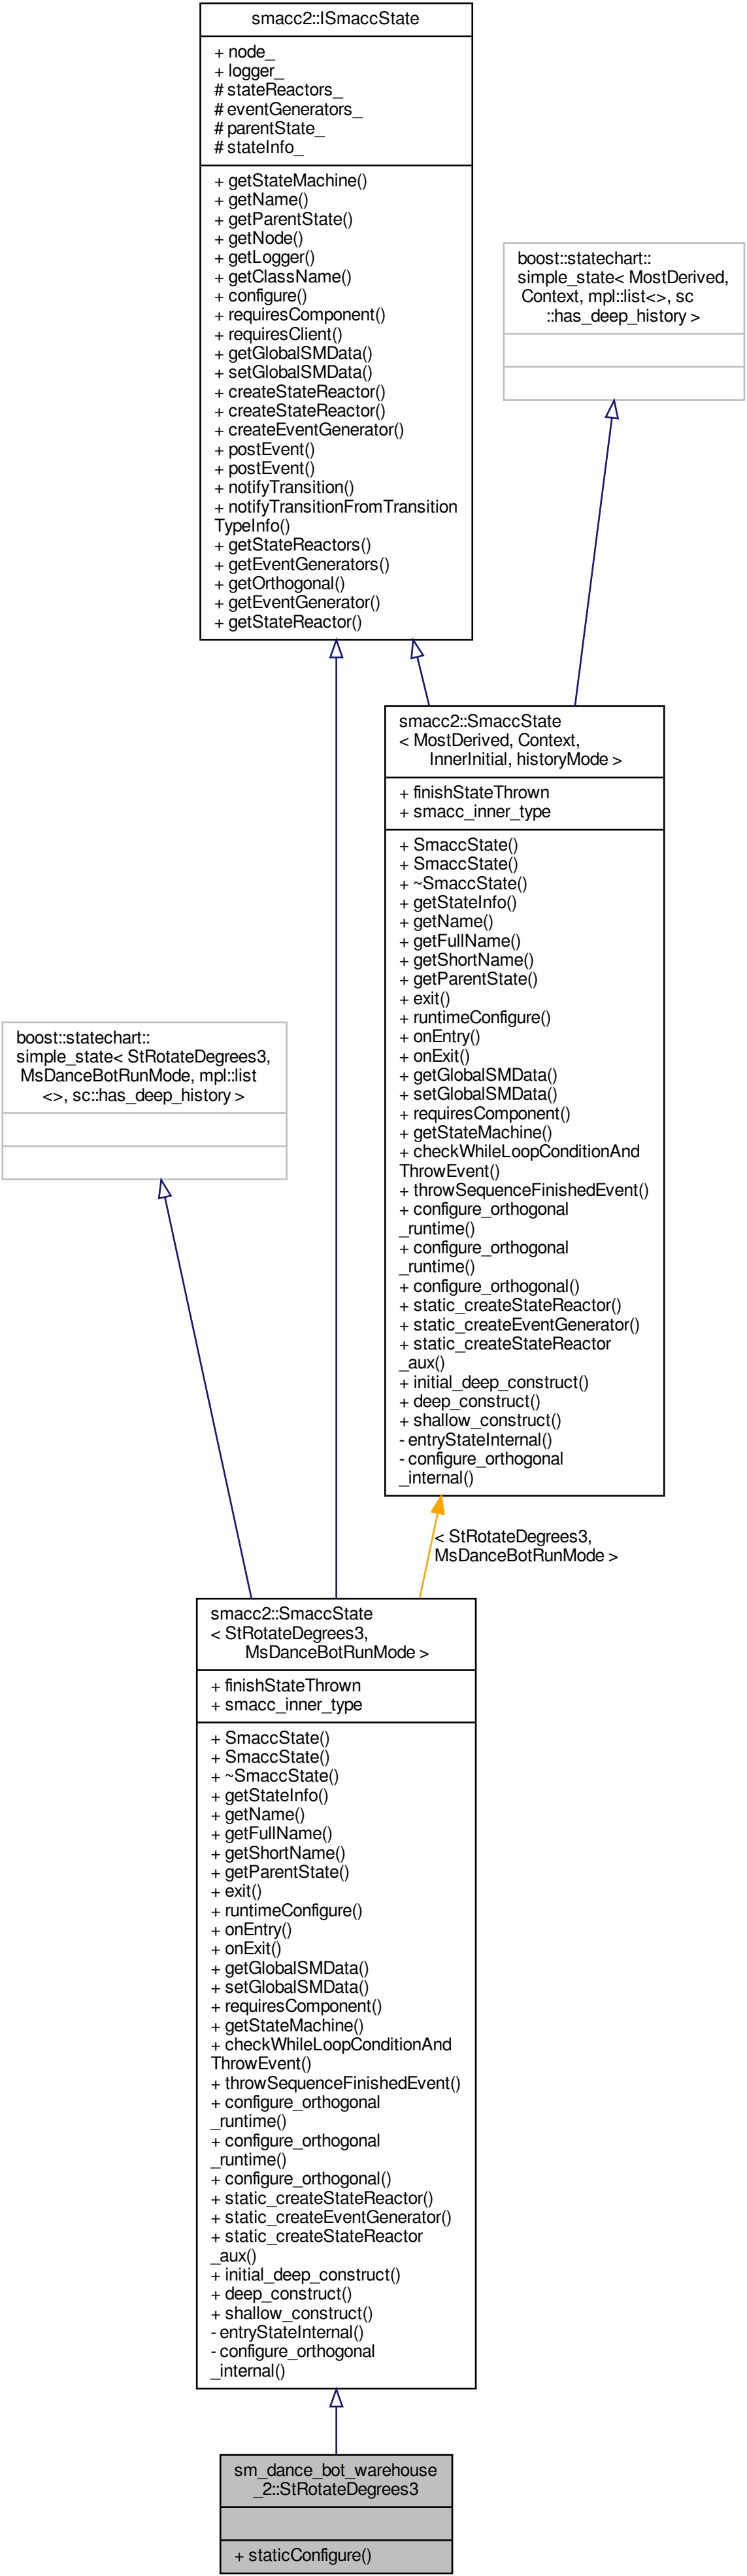 smacc2::ISmaccState
+ node_
+ logger_
# stateReactors_
# eventGenerators_
# parentState_
# stateInfo_
+ getStateMachine()
+ getName()
+ getParentState()
+ getNode()
+ getLogger()
+ getClassName()
+ configure()
+ requiresComponent()
+ requiresClient()
+ getGlobalSMData()
+ setGlobalSMData()
+ createStateReactor()
+ createStateReactor()
+ createEventGenerator()
+ postEvent()
+ postEvent()
+ notifyTransition()
+ notifyTransitionFromTransition
TypeInfo()
+ getStateReactors()
+ getEventGenerators()
+ getOrthogonal()
+ getEventGenerator()
+ getStateReactor()
boost::statechart::
simple_state< MostDerived,
Context, mpl::list<>, sc
::has_deep_history >
smacc2::SmaccState
< MostDerived, Context,
InnerInitial, historyMode >
+ finishStateThrown
+ smacc_inner_type
+ SmaccState()
+ SmaccState()
+ ~SmaccState()
+ getStateInfo()
+ getName()
+ getFullName()
+ getShortName()
+ getParentState()
+ exit()
+ runtimeConfigure()
+ onEntry()
+ onExit()
+ getGlobalSMData()
+ setGlobalSMData()
+ requiresComponent()
+ getStateMachine()
+ checkWhileLoopConditionAnd
ThrowEvent()
+ throwSequenceFinishedEvent()
+ configure_orthogonal
_runtime()
+ configure_orthogonal
_runtime()
+ configure_orthogonal()
+ static_createStateReactor()
+ static_createEventGenerator()
+ static_createStateReactor
_aux()
+ initial_deep_construct()
+ deep_construct()
+ shallow_construct()
- entryStateInternal()
- configure_orthogonal
_internal()
boost::statechart::
simple_state< StRotateDegrees3,
MsDanceBotRunMode, mpl::list
<>, sc::has_deep_history >
< StRotateDegrees3,
MsDanceBotRunMode >
smacc2::SmaccState
< StRotateDegrees3,
MsDanceBotRunMode >
+ finishStateThrown
+ smacc_inner_type
+ SmaccState()
+ SmaccState()
+ ~SmaccState()
+ getStateInfo()
+ getName()
+ getFullName()
+ getShortName()
+ getParentState()
+ exit()
+ runtimeConfigure()
+ onEntry()
+ onExit()
+ getGlobalSMData()
+ setGlobalSMData()
+ requiresComponent()
+ getStateMachine()
+ checkWhileLoopConditionAnd
ThrowEvent()
+ throwSequenceFinishedEvent()
+ configure_orthogonal
_runtime()
+ configure_orthogonal
_runtime()
+ configure_orthogonal()
+ static_createStateReactor()
+ static_createEventGenerator()
+ static_createStateReactor
_aux()
+ initial_deep_construct()
+ deep_construct()
+ shallow_construct()
- entryStateInternal()
- configure_orthogonal
_internal()
sm_dance_bot_warehouse
_2::StRotateDegrees3
+ staticConfigure()